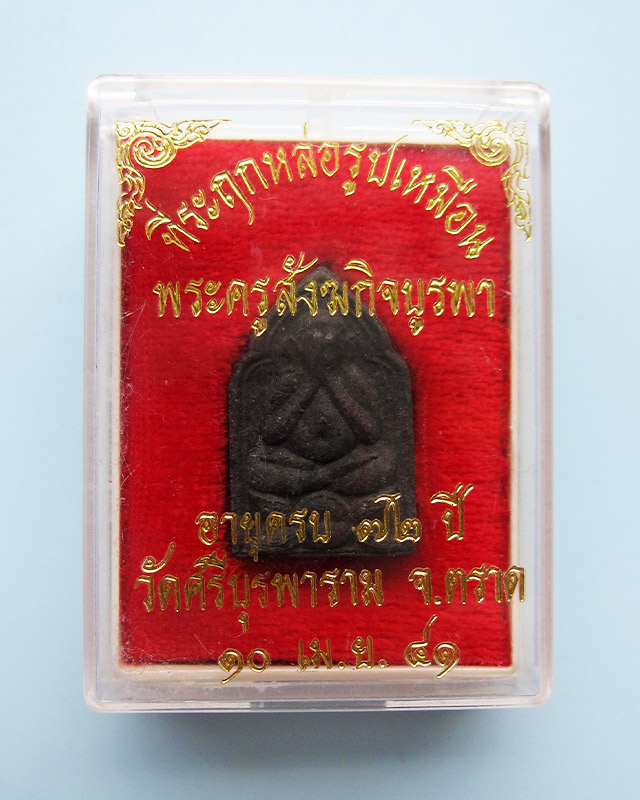 ที่ระฤกหล่อรูปเหมือน
พระครูสังฆกิจบูรพา
อายุครบ ๗๒ ปี
วัดศรีบุรพาราม จ.ตราด
๑๐ เม.ย. ๔๑